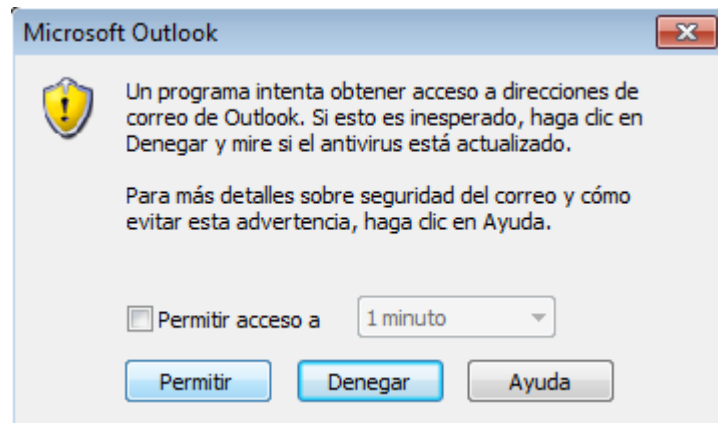 Microsoft Outlook
Un programa intenta obtener acceso a direcciones de
correo de Outlook. Si esto es inesperado, haga clic en
Denegar y mire si el antivirus está actualizado.
Para más detalles sobre seguridad del correo y cómo
evitar esta advertencia, haga clic en Ayuda.
Permitir acceso a 1 minuto
Permitir Denegar Ayuda